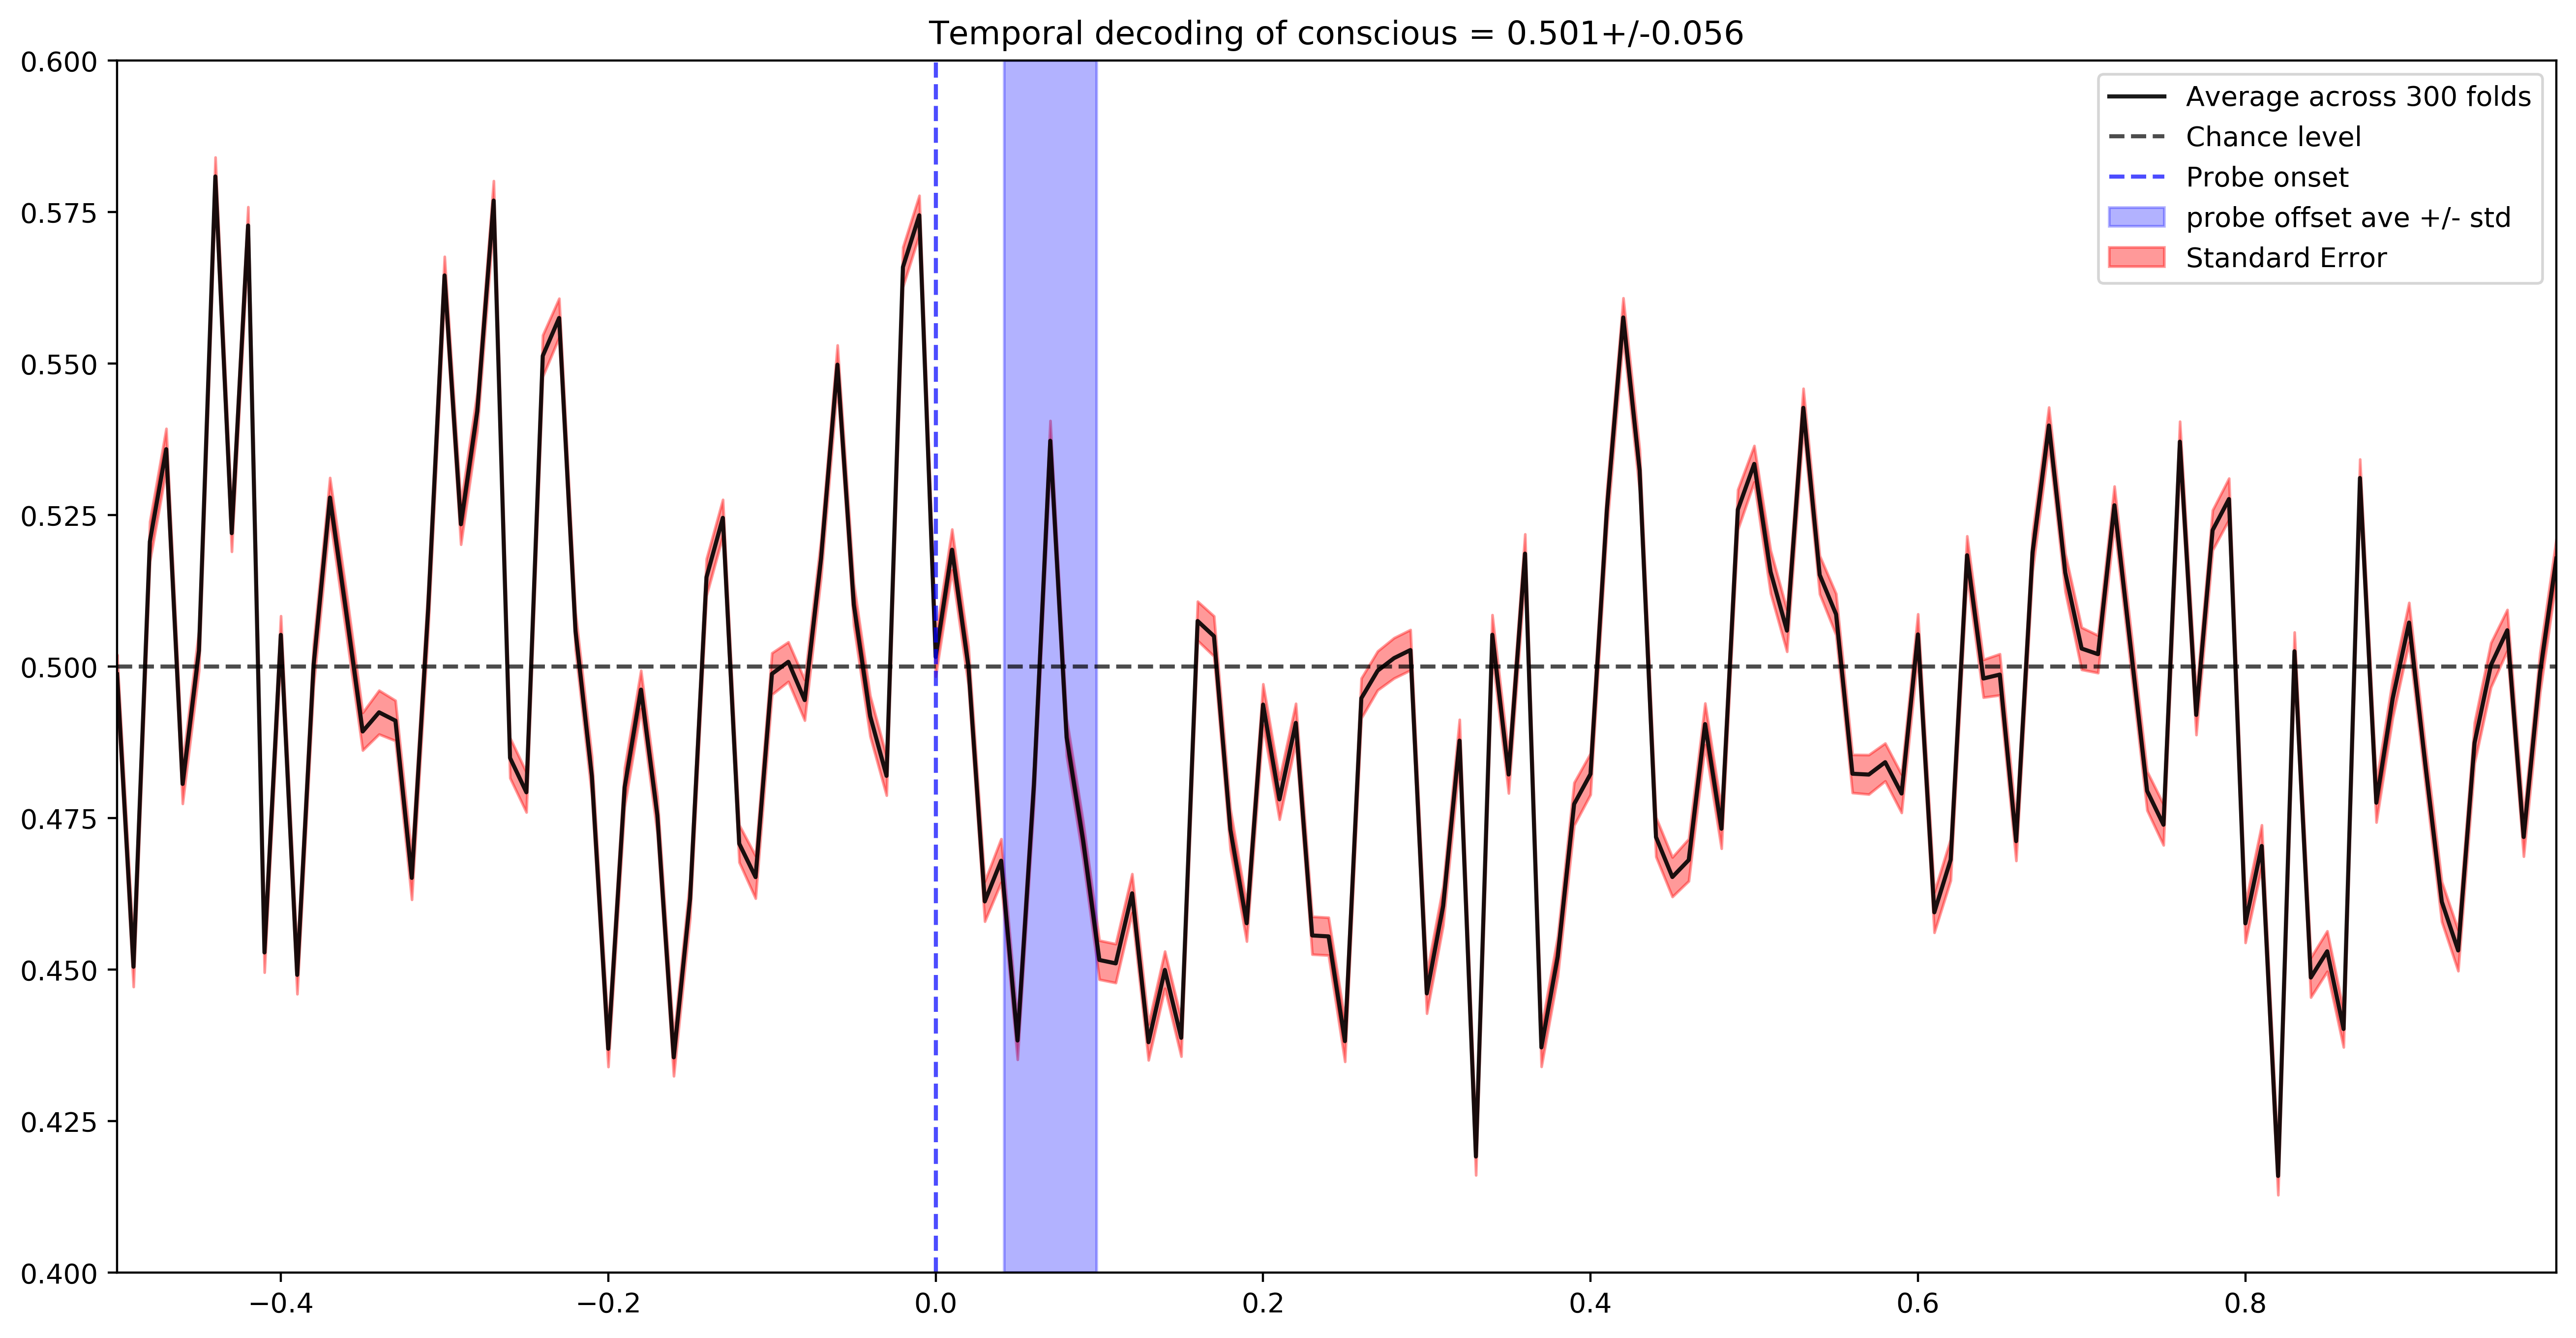 Temporal decoding of conscious = 0.501+/-0.056
0.600
0.575
0.550
0.525
0.500
0.475
0.450
0.425
0.400
Average across 300 folds
Chance level
Probe onset
probe offset ave +/- std
Standard Error
−0.4
−0.2
0.0
0.2
0.4
0.6
0.8